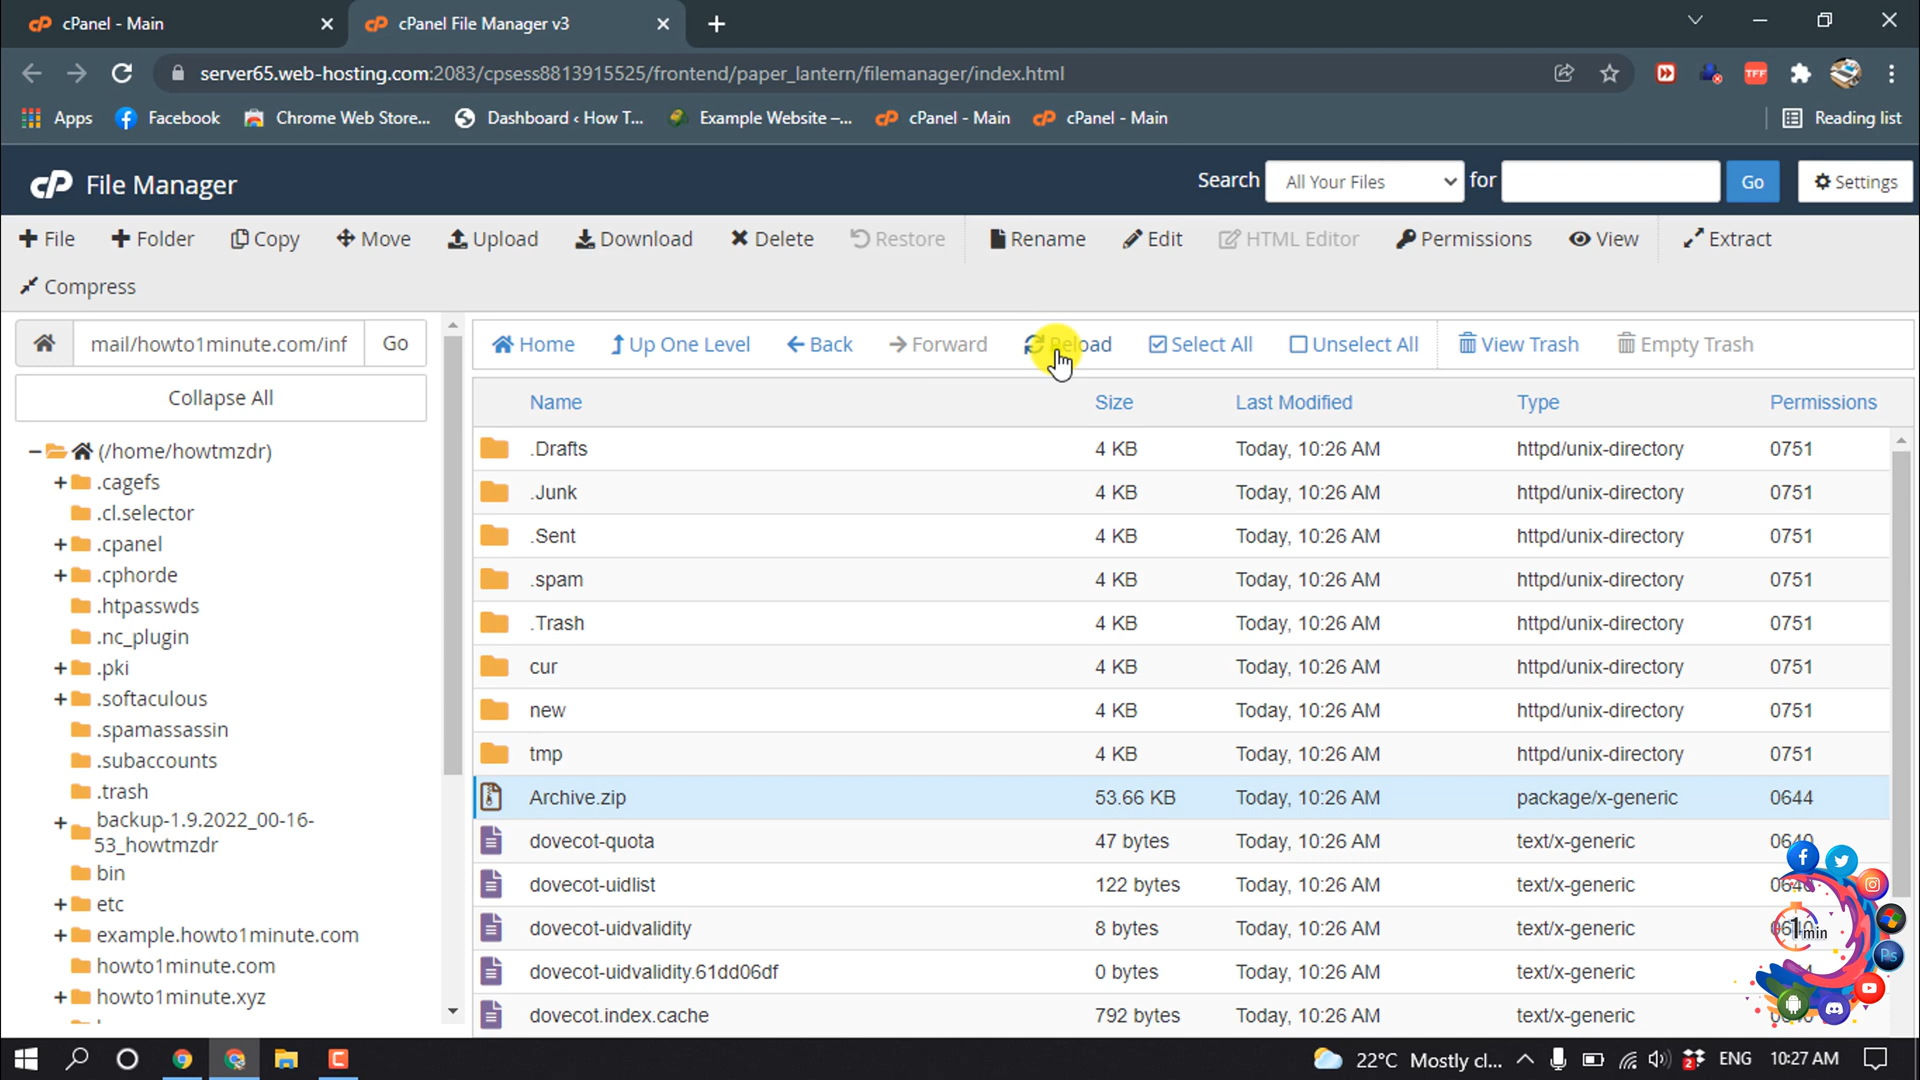 cPanel - Main
cPanel File Manager v3
server65.web-hosting.com:2083/cpsess8813915525/frontend/paper_lantern/filemanager/index.html
TFF
Apps Facebook Chrome Web Store... Dashboard ‹ How T... Example Website –... cPanel - Main cPanel - Main Reading list
cP File Manager Search All Your Files for Go Settings
File Folder Copy Move Upload Download Delete Restore Rename Edit HTML Editor Permissions View Extract
Compress
mail/howto1minute.com/inf Go
Home Up One Level Back Forward Reload Select All Unselect All View Trash Empty Trash
Collapse All
(/home/howtmzdr)
.cagefs
.cl.selector
.cpanel
.cphorde
.htpasswds
.nc_plugin
.pki
.softaculous
.spamassassin
.subaccounts
.trash
backup-1.9.2022_00-16-
53_howtmzdr
bin
etc
example.howto1minute.com
howto1minute.com
howto1minute.xyz
Name Size Last Modified Type Permissions
.Drafts 4 KB Today, 10:26 AM httpd/unix-directory 0751
.Junk 4 KB Today, 10:26 AM httpd/unix-directory 0751
.Sent 4 KB Today, 10:26 AM httpd/unix-directory 0751
.spam 4 KB Today, 10:26 AM httpd/unix-directory 0751
.Trash 4 KB Today, 10:26 AM httpd/unix-directory 0751
cur 4 KB Today, 10:26 AM httpd/unix-directory 0751
new 4 KB Today, 10:26 AM httpd/unix-directory 0751
tmp 4 KB Today, 10:26 AM httpd/unix-directory 0751
Archive.zip 53.66 KB Today, 10:26 AM package/x-generic 0644
dovecot-quota 47 bytes Today, 10:26 AM text/x-generic 0640
dovecot-uidlist 122 bytes Today, 10:26 AM text/x-generic
dovecot-uidvalidity 8 bytes Today, 10:26 AM text/x-generic
dovecot-uidvalidity.61dd06df 0 bytes Today, 10:26 AM text/x-generic
dovecot.index.cache 792 bytes Today, 10:26 AM text/x-generic
1min
Ps
22°C Mostly cl... 2 ENG 10:27 AM